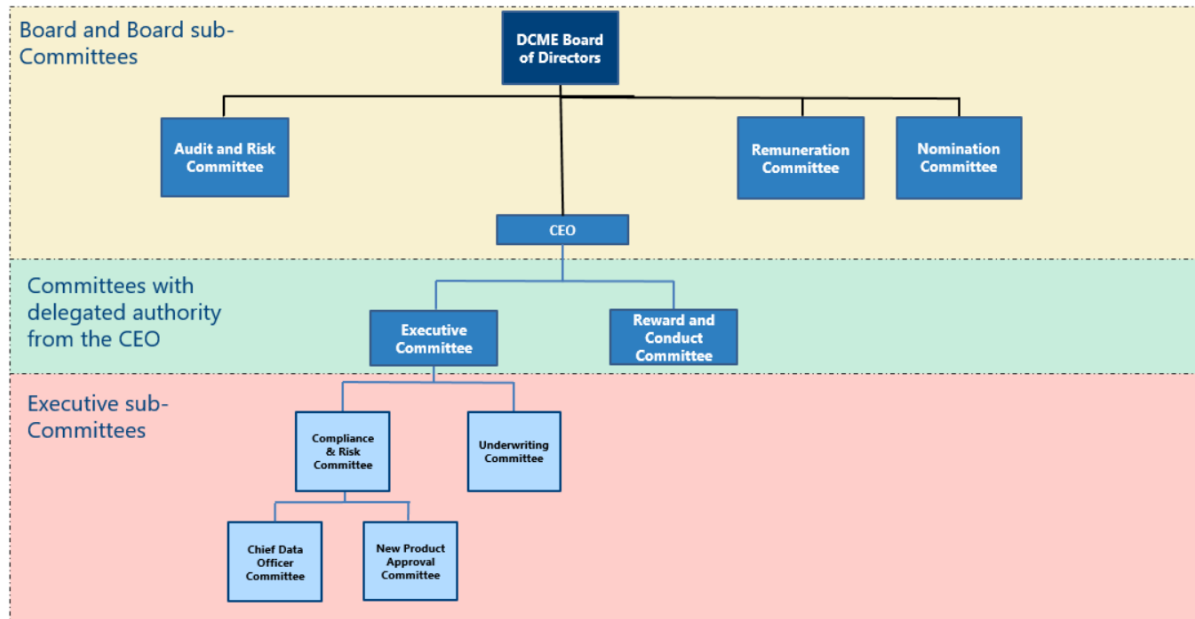 Board and Board sub-
Committees
DCME Board
of Directors
Audit and Risk
Committee
Remuneration
Committee
Nomination
Committee
CEO
Committees with
delegated authority
from the CEO
Executive
Committee
Reward and
Conduct
Committee
Executive sub-
Committees
Compliance
& Risk
Committee
Underwriting
Committee
Chief Data
Officer
Committee
New Product
Approval
Committee